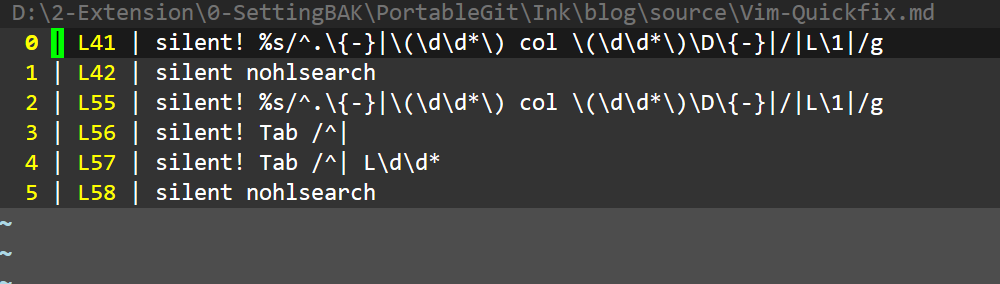 D:\2-Extension\0-SettingBAK\PortableGit\Ink\blog\source\Vim-Quickfix.md
0 | L41 | silent! %s/^.\{-}|\(\d\d*\) col \(\d\d*\)\D\{-}|/|L\1|/g
1 | L42 | silent nohlsearch
2 | L55 | silent! %s/^.\{-}|\(\d\d*\) col \(\d\d*\)\D\{-}|/|L\1|/g
3 | L56 | silent! Tab /^|
4 | L57 | silent! Tab /^| L\d\d*
5 | L58 | silent nohlsearch
~
~
~